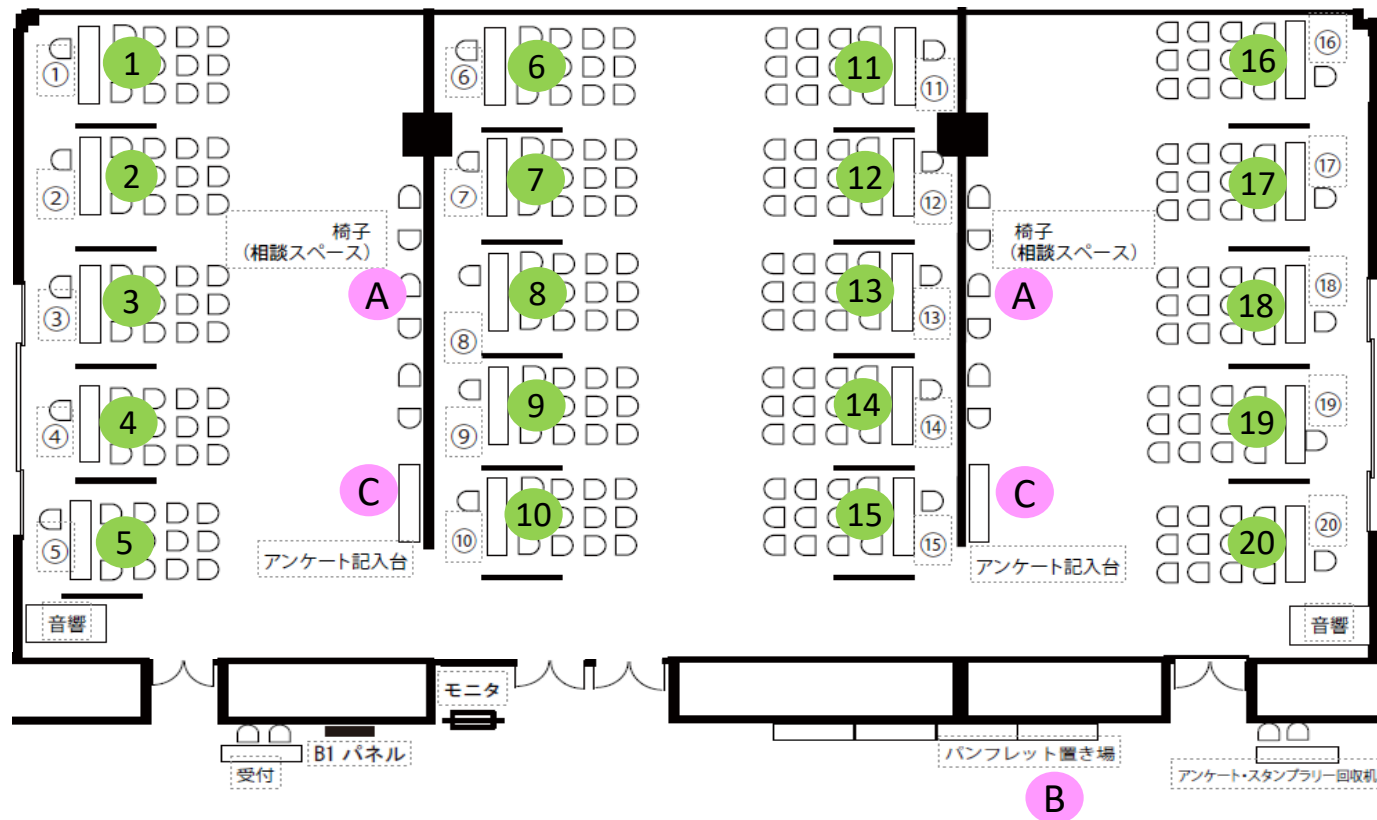 1
①
2
②
3
③
4
④
5
⑤
音響
椅子
（相談スペース）
A
C
アンケート記入台
6
⑥
7
⑦
8
⑧
9
⑨
10
⑩
11
⑪
12
⑫
13
⑬
14
⑭
15
⑮
椅子
（相談スペース）
A
C
アンケート記入台
16
⑯
17
⑰
18
⑱
19
⑲
20
⑳
音響
モニタ
受付
B1 パネル
パンフレット置き場
B
アンケート・スタンプラリー回収机